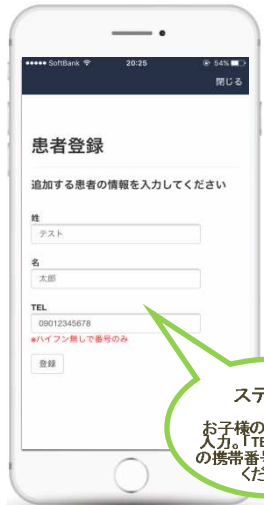 SoftBank 20:25 54%
閉じる
患者登録
追加する患者の情報を入力してください
姓
テスト
名
太郎
TEL
09012345678
※ハイフン無しで番号のみ
登録
ステ
お子様の
入力。「TE
の携帯番
くだ